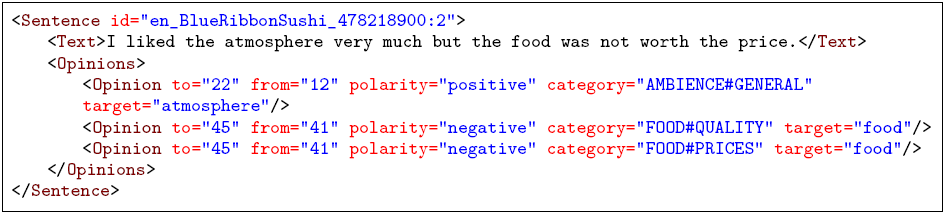 <Sentence id="en_BlueRibbonSushi_478218900:2">
<Text>I liked the atmosphere very much but the food was not worth the price.</Text>
<Opinions>
<Opinion to="22" from="12" polarity="positive" category="AMBIENCE#GENERAL"
target="atmosphere"/>
<Opinion to="45" from="41" polarity="negative" category="FOOD#QUALITY" target="food"/>
<Opinion to="45" from="41" polarity="negative" category="FOOD#PRICES" target="food"/>
</Opinions>
</Sentence>